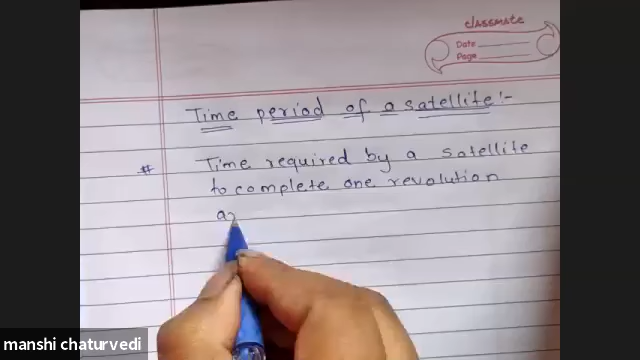 classmate
Date
Page
Time period of a satellite:-
# Time required by a satellite
to complete one revolution
manshi chaturvedi